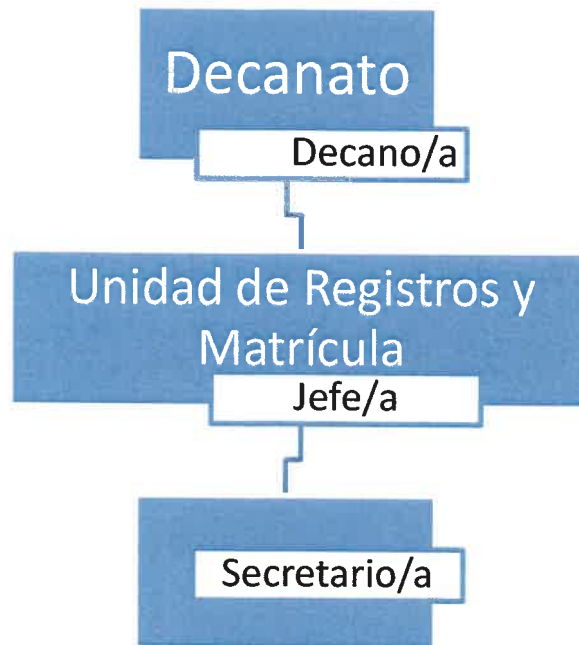 Decanato
Decano/a
Unidad de Registros y
Matrícula
Jefe/a
Secretario/a